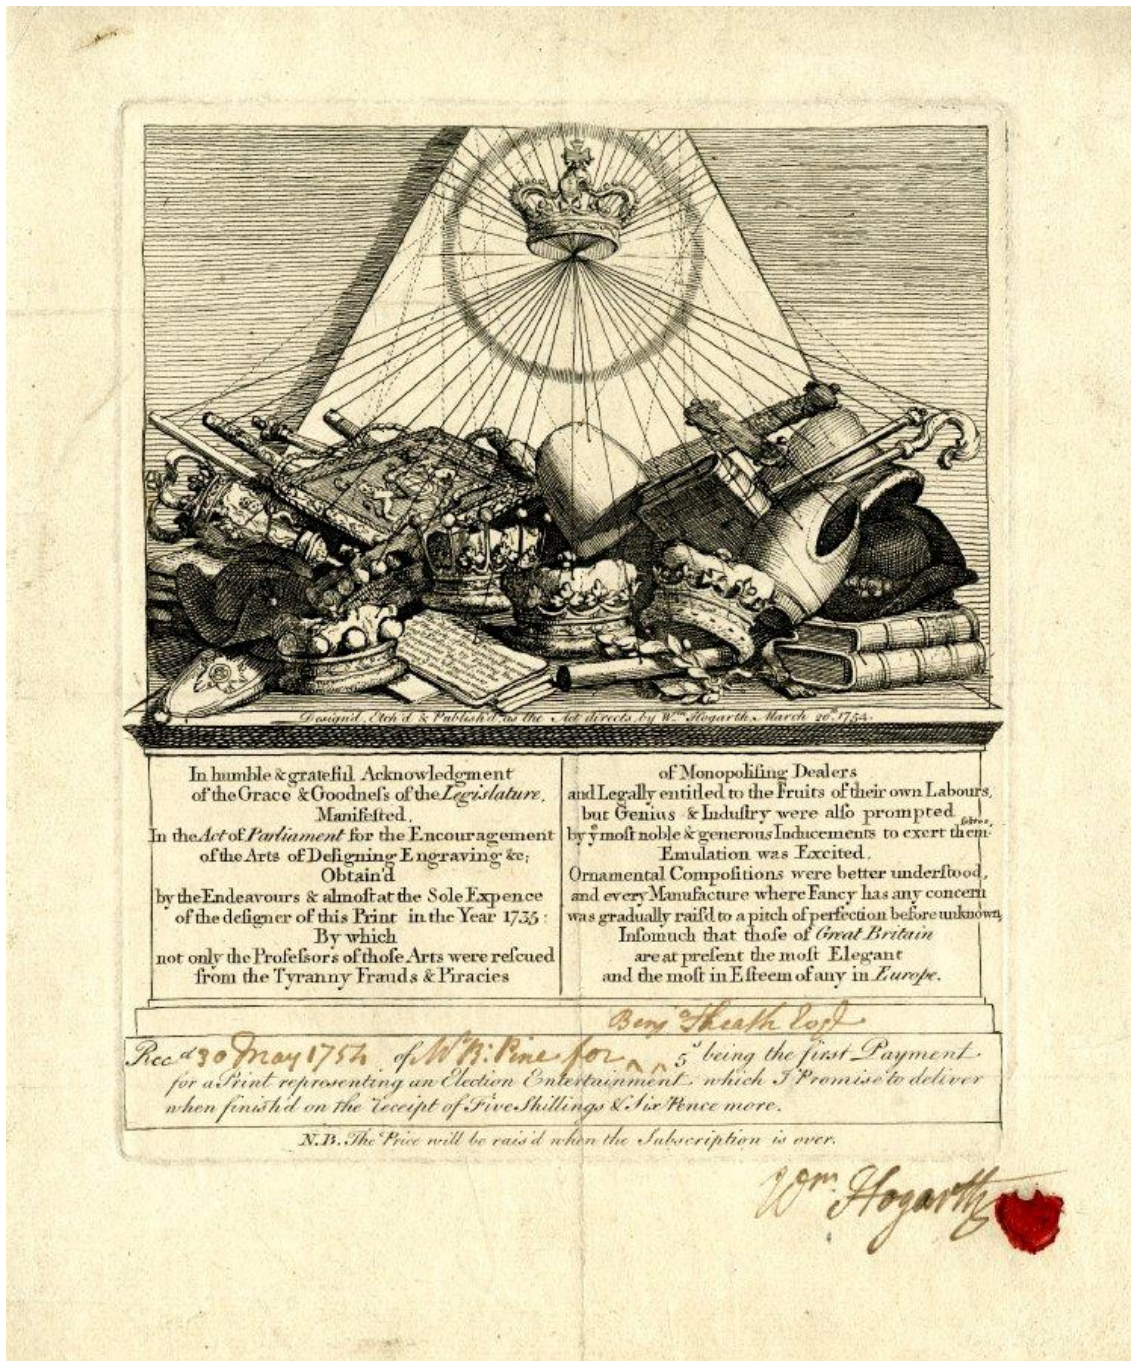 Design'd, Etch'd & Publish'd, as the Act directs, by Wm. Hogarth, March 20th. 1754.
In humble & grateful Acknowledgment
of the Grace & Goodneſs of the Legislature,
Manifeſted,
In the Act of Parliament for the Encouragement
of the Arts of Deſigning Engraving &c;
Obtain'd
by the Endeavours & almoſt at the Sole Expence
of the deſigner of this Print in the Year 1735:
By which
not only the Profeſsors of thoſe Arts were reſcued
from the Tyranny Frauds & Piracies
of Monopoliſing Dealers
and Legally entitled to the Fruits of their own Labours,
but Genius & Induſtry were alſo prompted
by ye. moſt noble & generous Inducements to exert themſelves,
Emulation was Excited,
Ornamental Compoſitions were better underſtood,
and every Manufacture where Fancy has any concern
was gradually raiſd to a pitch of perfection before unknown,
Inſomuch that thoſe of Great Britain
are at preſent the moſt Elegant
and the moſt in Eſteem of any in Europe.
Benja Sheath Esqr
Recd 30 May 1754 of Mr Bi: Pine for ^ ^ 5s being the first Payment
for a Print representing an Election Entertainment which I Promise to deliver
when finish'd on the receipt of Five Shillings & Six Pence more.
N.B. The Price will be rais'd when the Subscription is over.
Wm. Hogarth